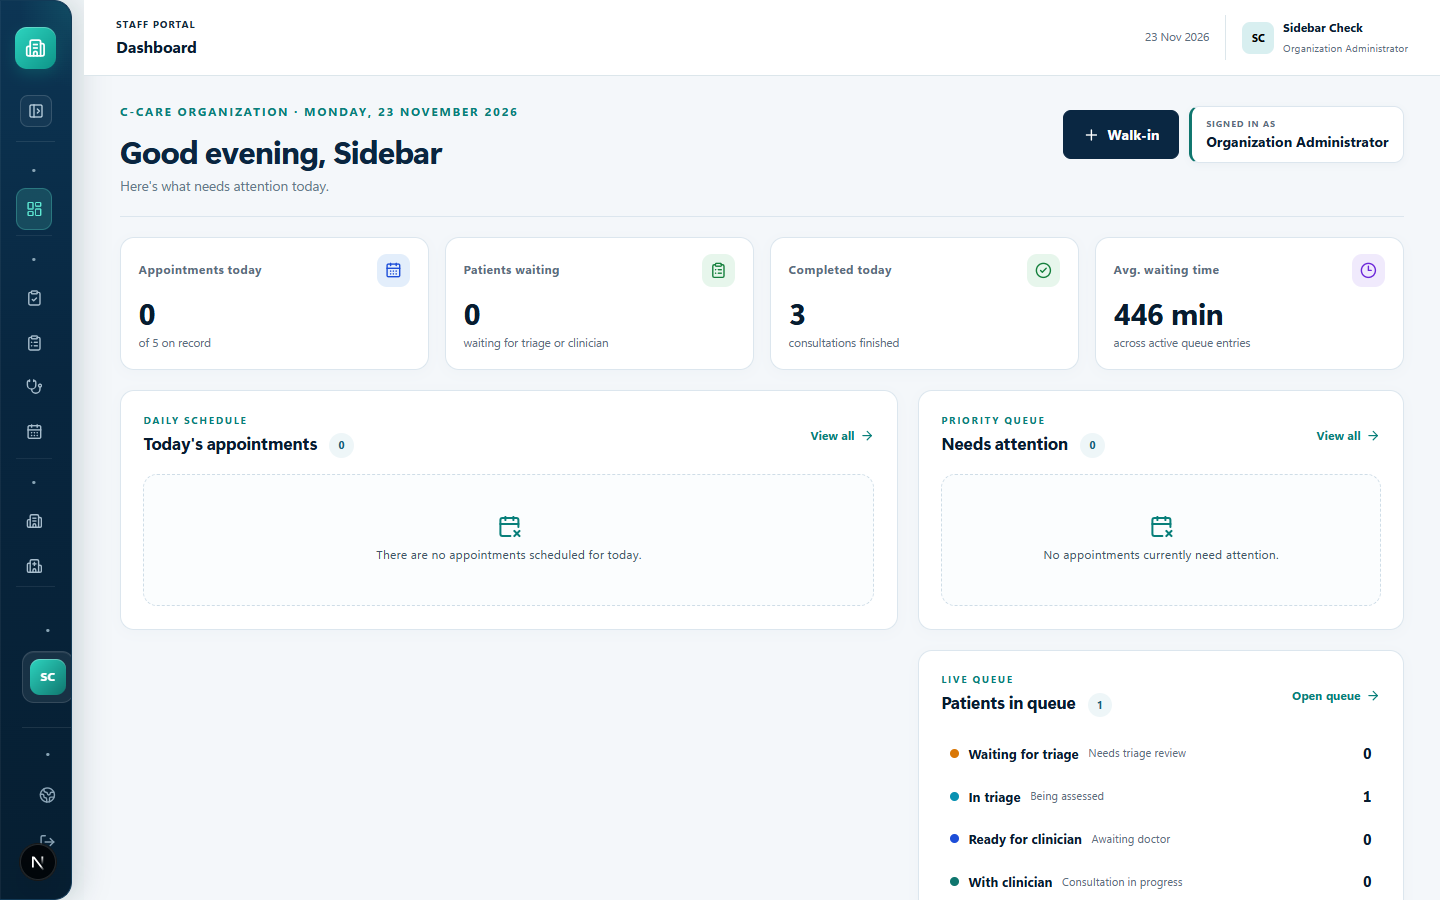 STAFF PORTAL
Dashboard
23 Nov 2026
SC
Sidebar Check
Organization Administrator
C-CARE ORGANIZATION · MONDAY, 23 NOVEMBER 2026
Good evening, Sidebar
Here's what needs attention today.
Walk-in
SIGNED IN AS
Organization Administrator
Appointments today
0
of 5 on record
Patients waiting
0
waiting for triage or clinician
Completed today
3
consultations finished
Avg. waiting time
446 min
across active queue entries
DAILY SCHEDULE
Today's appointments 0
View all
There are no appointments scheduled for today.
PRIORITY QUEUE
Needs attention 0
View all
No appointments currently need attention.
LIVE QUEUE
Patients in queue 1
Open queue
Waiting for triage Needs triage review 0
In triage Being assessed 1
Ready for clinician Awaiting doctor 0
With clinician Consultation in progress 0
SC
N